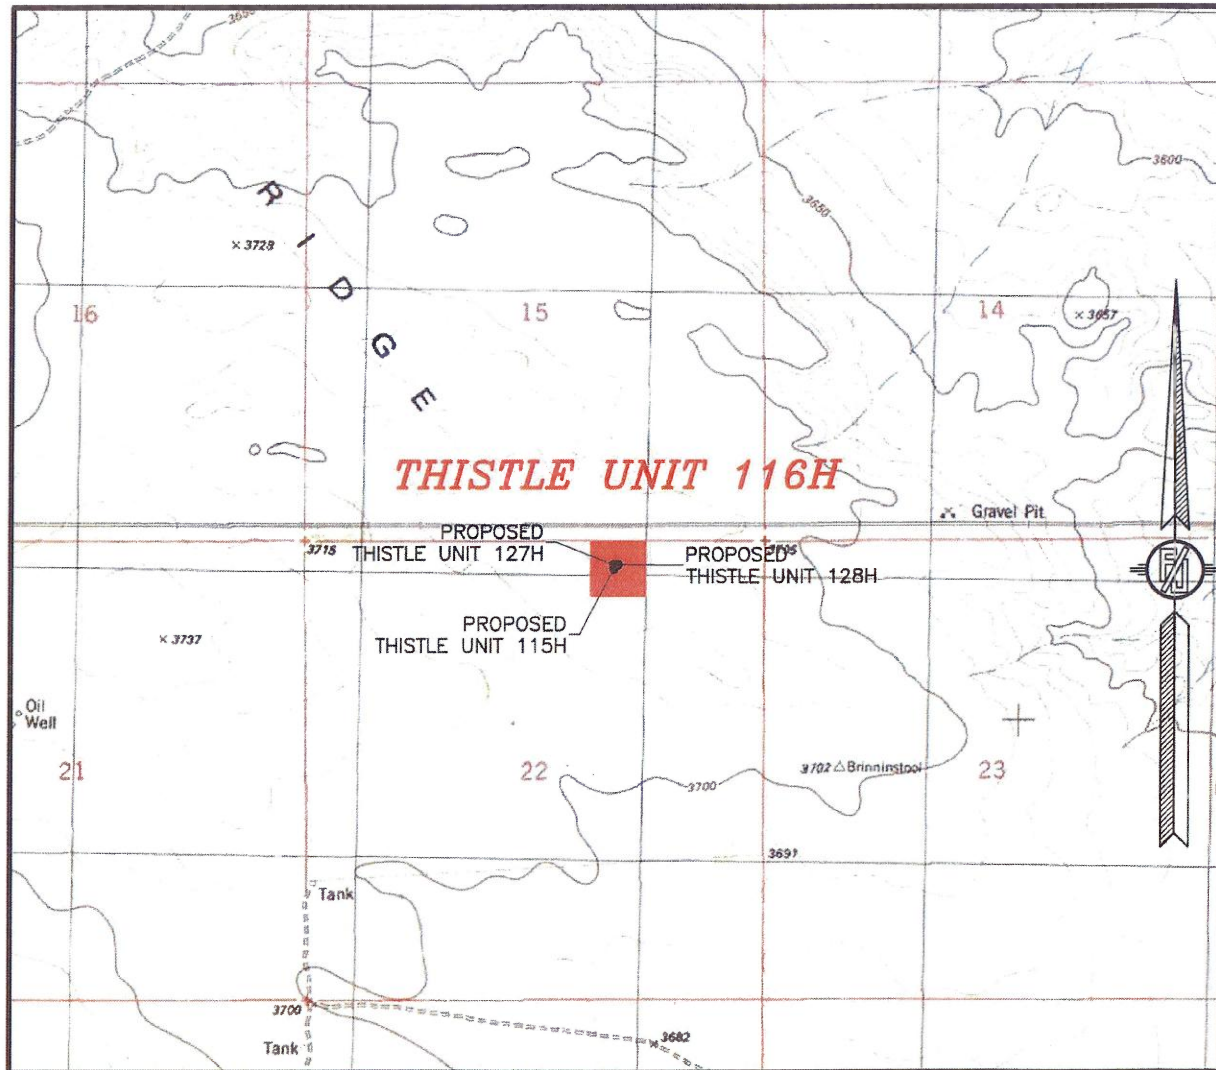 3650
R I D G E
3728
3600
3650
16
15
14
3657
THISTLE UNIT 116H
Gravel Pit
PROPOSED
THISTLE UNIT 127H
3715
PROPOSED
THISTLE UNIT 128H
PROPOSED
THISTLE UNIT 115H
3737
Oil
Well
21
22
3702 Brinninstool
23
3700
3691
Tank
3700
3682
Tank